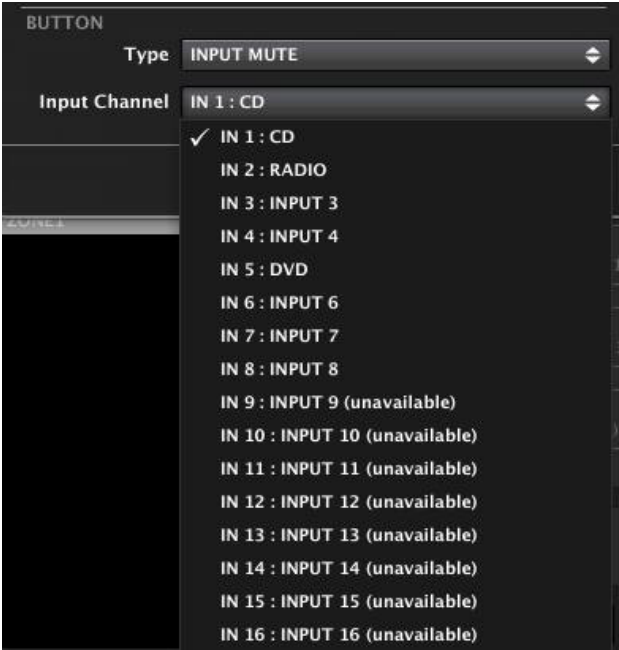 BUTTON
Type INPUT MUTE
Input Channel IN 1 : CD
✓ IN 1 : CD
IN 2 : RADIO
IN 3 : INPUT 3
IN 4 : INPUT 4
IN 5 : DVD
IN 6 : INPUT 6
IN 7 : INPUT 7
IN 8 : INPUT 8
IN 9 : INPUT 9 (unavailable)
IN 10 : INPUT 10 (unavailable)
IN 11 : INPUT 11 (unavailable)
IN 12 : INPUT 12 (unavailable)
IN 13 : INPUT 13 (unavailable)
IN 14 : INPUT 14 (unavailable)
IN 15 : INPUT 15 (unavailable)
IN 16 : INPUT 16 (unavailable)
ZONE1